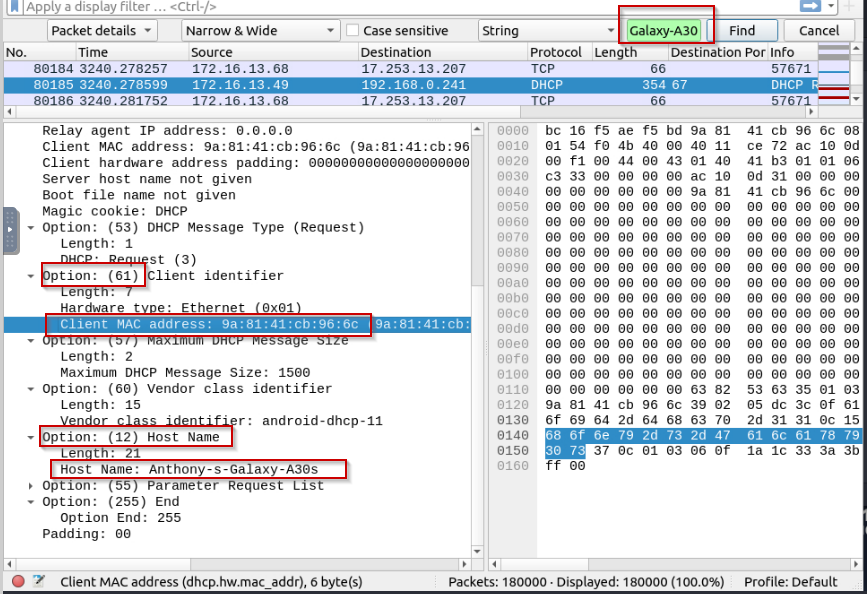 Apply a display filter ... <Ctrl-/>
Packet details Narrow & Wide Case sensitive String Galaxy-A30 Find Cancel
No. Time Source Destination Protocol Length Destination Por Info
80184 3240.278257 172.16.13.68 17.253.13.207 TCP 66 57671
80185 3240.278599 172.16.13.49 192.168.0.241 DHCP 354 67 DHCP R
80186 3240.281752 172.16.13.68 17.253.13.207 TCP 66 57671
Relay agent IP address: 0.0.0.0
Client MAC address: 9a:81:41:cb:96:6c (9a:81:41:cb:96
Client hardware address padding: 00000000000000000000
Server host name not given
Boot file name not given
Magic cookie: DHCP
Option: (53) DHCP Message Type (Request)
Length: 1
DHCP: Request (3)
Option: (61) Client identifier
Length: 7
Hardware type: Ethernet (0x01)
Client MAC address: 9a:81:41:cb:96:6c (9a:81:41:cb:
Option: (57) Maximum DHCP Message Size
Length: 2
Maximum DHCP Message Size: 1500
Option: (60) Vendor class identifier
Length: 15
Vendor class identifier: android-dhcp-11
Option: (12) Host Name
Length: 21
Host Name: Anthony-s-Galaxy-A30s
Option: (55) Parameter Request List
Option: (255) End
Option End: 255
Padding: 00
0000 bc 16 f5 ae f5 bd 9a 81 41 cb 96 6c 08
0010 01 54 f0 4b 40 00 40 11 ce 72 ac 10 0d
0020 00 f1 00 44 00 43 01 40 41 b3 01 01 06
0030 c3 33 00 00 00 00 ac 10 0d 31 00 00 00
0040 00 00 00 00 00 00 9a 81 41 cb 96 6c 00
0050 00 00 00 00 00 00 00 00 00 00 00 00 00
0060 00 00 00 00 00 00 00 00 00 00 00 00 00
0070 00 00 00 00 00 00 00 00 00 00 00 00 00
0080 00 00 00 00 00 00 00 00 00 00 00 00 00
0090 00 00 00 00 00 00 00 00 00 00 00 00 00
00a0 00 00 00 00 00 00 00 00 00 00 00 00 00
00b0 00 00 00 00 00 00 00 00 00 00 00 00 00
00c0 00 00 00 00 00 00 00 00 00 00 00 00 00
00d0 00 00 00 00 00 00 00 00 00 00 00 00 00
00e0 00 00 00 00 00 00 00 00 00 00 00 00 00
00f0 00 00 00 00 00 00 00 00 00 00 00 00 00
0100 00 00 00 00 00 00 00 00 00 00 00 00 00
0110 00 00 00 00 00 00 63 82 53 63 35 01 03
0120 9a 81 41 cb 96 6c 39 02 05 dc 3c 0f 61
0130 6f 69 64 2d 64 68 63 70 2d 31 31 0c 15
0140 68 6f 6e 79 2d 73 2d 47 61 6c 61 78 79
0150 30 73 37 0c 01 03 06 0f 1a 1c 33 3a 3b
0160 ff 00
Client MAC address (dhcp.hw.mac_addr), 6 byte(s) Packets: 180000 · Displayed: 180000 (100.0%) Profile: Default